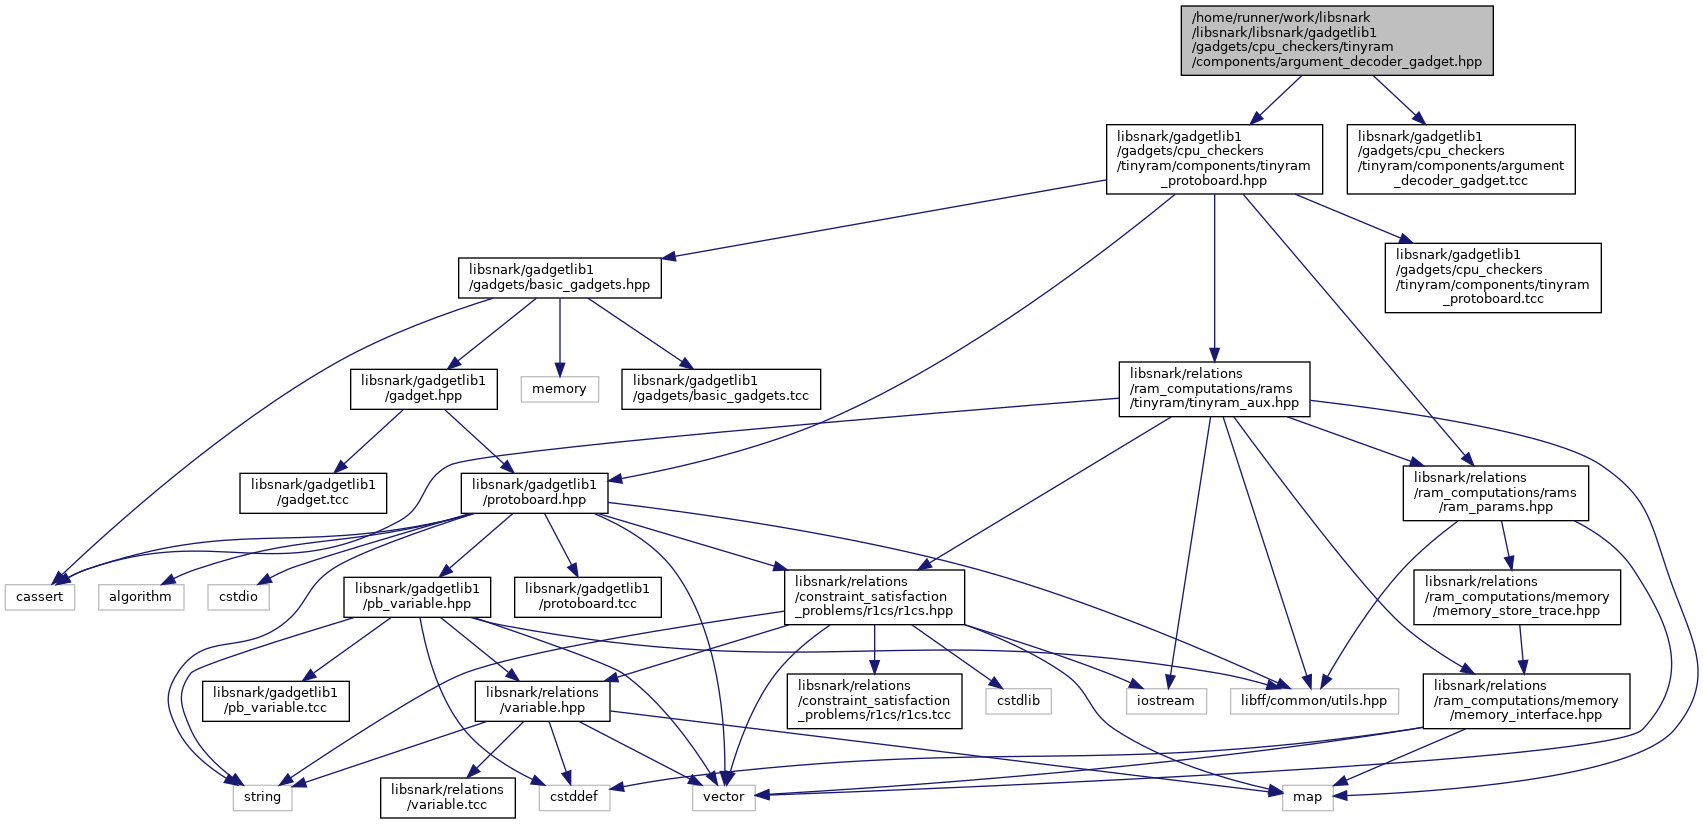 /home/runner/work/libsnark
/libsnark/libsnark/gadgetlib1
/gadgets/cpu_checkers/tinyram
/components/argument_decoder_gadget.hpp
libsnark/gadgetlib1
/gadgets/cpu_checkers
/tinyram/components/tinyram
_protoboard.hpp
libsnark/gadgetlib1
/gadgets/cpu_checkers
/tinyram/components/argument
_decoder_gadget.tcc
libsnark/gadgetlib1
/gadgets/basic_gadgets.hpp
libsnark/gadgetlib1
/gadgets/cpu_checkers
/tinyram/components/tinyram
_protoboard.tcc
libsnark/gadgetlib1
/gadget.hpp
memory
libsnark/gadgetlib1
/gadgets/basic_gadgets.tcc
libsnark/relations
/ram_computations/rams
/tinyram/tinyram_aux.hpp
libsnark/gadgetlib1
/gadget.tcc
libsnark/gadgetlib1
/protoboard.hpp
libsnark/relations
/ram_computations/rams
/ram_params.hpp
cassert
algorithm
cstdio
libsnark/gadgetlib1
/pb_variable.hpp
libsnark/gadgetlib1
/protoboard.tcc
libsnark/relations
/constraint_satisfaction
_problems/r1cs/r1cs.hpp
libsnark/relations
/ram_computations/memory
/memory_store_trace.hpp
libsnark/gadgetlib1
/pb_variable.tcc
libsnark/relations
/variable.hpp
libsnark/relations
/constraint_satisfaction
_problems/r1cs/r1cs.tcc
cstdlib
iostream
libff/common/utils.hpp
libsnark/relations
/ram_computations/memory
/memory_interface.hpp
string
libsnark/relations
/variable.tcc
cstddef
vector
map